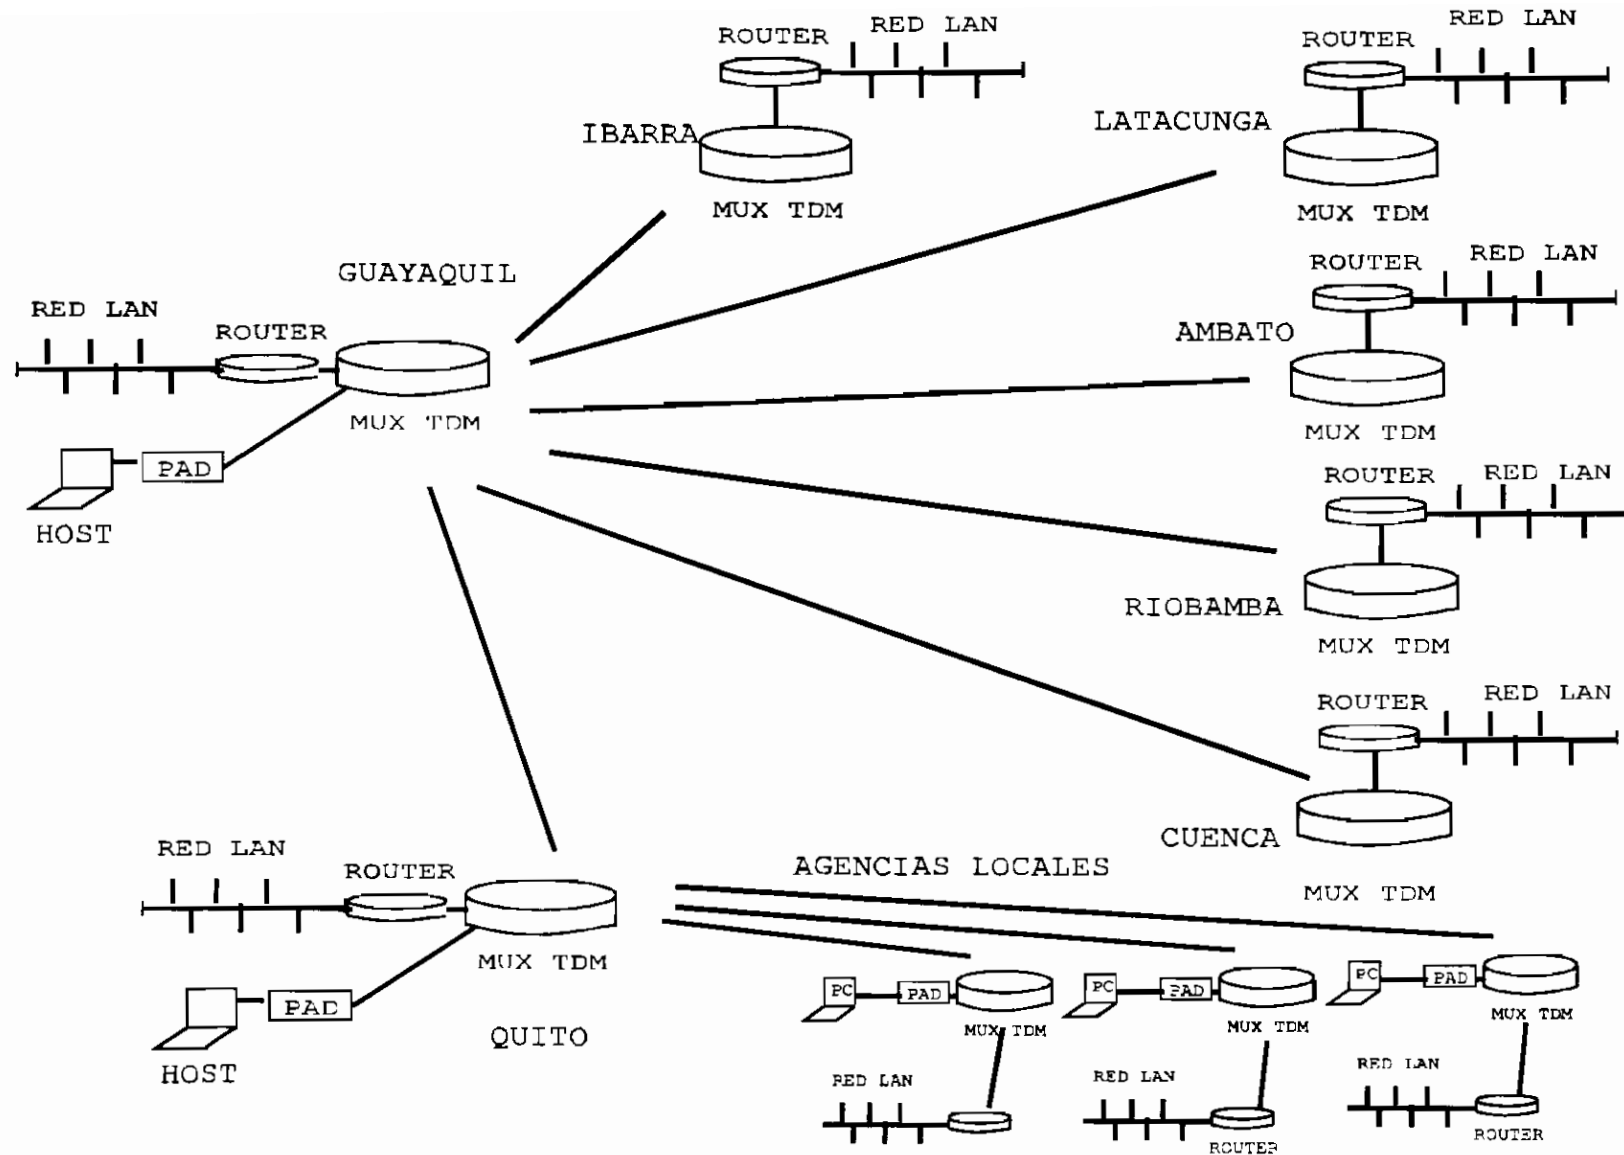 RED LAN
ROUTER
IBARRA
MUX TDM
RED LAN
ROUTER
LATACUNGA
MUX TDM
GUAYAQUIL
RED LAN
ROUTER
MUX TDM
PAD
HOST
RED LAN
ROUTER
AMBATO
MUX TDM
RED LAN
ROUTER
RIOBAMBA
MUX TDM
RED LAN
ROUTER
CUENCA
MUX TDM
RED LAN
ROUTER
MUX TDM
PAD
QUITO
HOST
AGENCIAS LOCALES
PC
PAD
MUX TDM
RED LAN
PC
PAD
MUX TDM
RED LAN
ROUTER
PC
PAD
MUX TDM
RED LAN
ROUTER